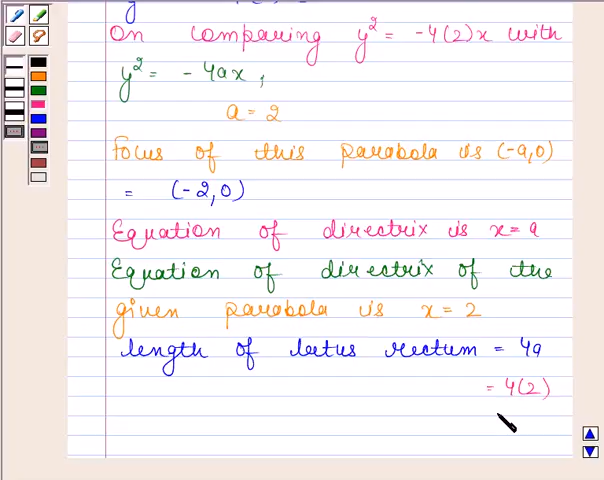 On comparing y² = -4(2)x with
y² = -4ax,
a = 2
Focus of this parabola is (-a,0)
= (-2,0)
Equation of directrix is x = a
Equation of directrix of the
given parabola is x = 2
length of latus rectum = 4a
= 4(2)